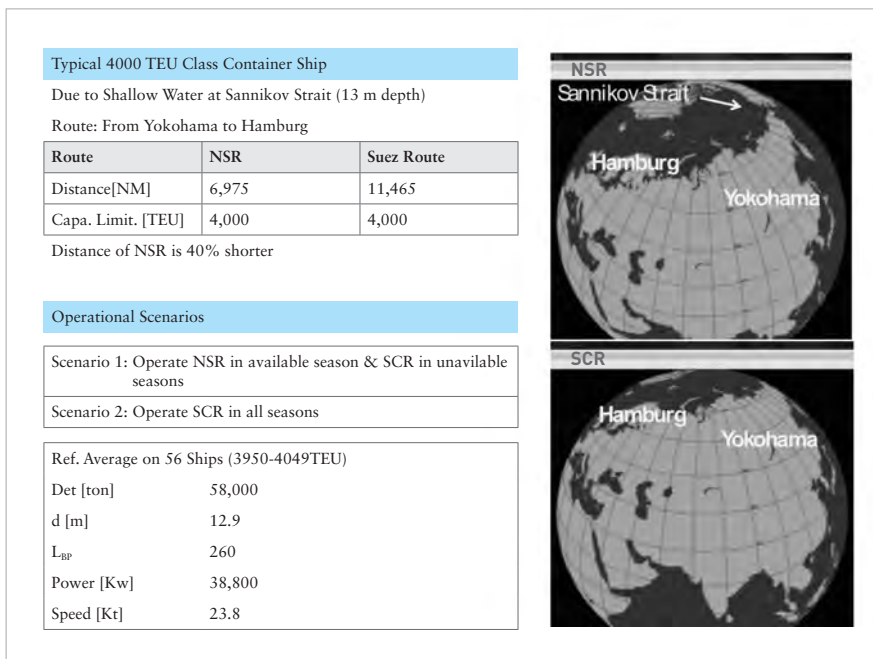 Typical 4000 TEU Class Container Ship
Due to Shallow Water at Sannikov Strait (13 m depth)
Route: From Yokohama to Hamburg
Route NSR Suez Route
Distance[NM] 6,975 11,465
Capa. Limit. [TEU] 4,000 4,000
Distance of NSR is 40% shorter
Operational Scenarios
Scenario 1: Operate NSR in available season & SCR in unavilable
seasons
Scenario 2: Operate SCR in all seasons
Ref. Average on 56 Ships (3950-4049TEU)
Det [ton] 58,000
d [m] 12.9
LBP 260
Power [Kw] 38,800
Speed [Kt] 23.8
NSR
Sannikov Strait
Hamburg
Yokohama
SCR
Hamburg
Yokohama